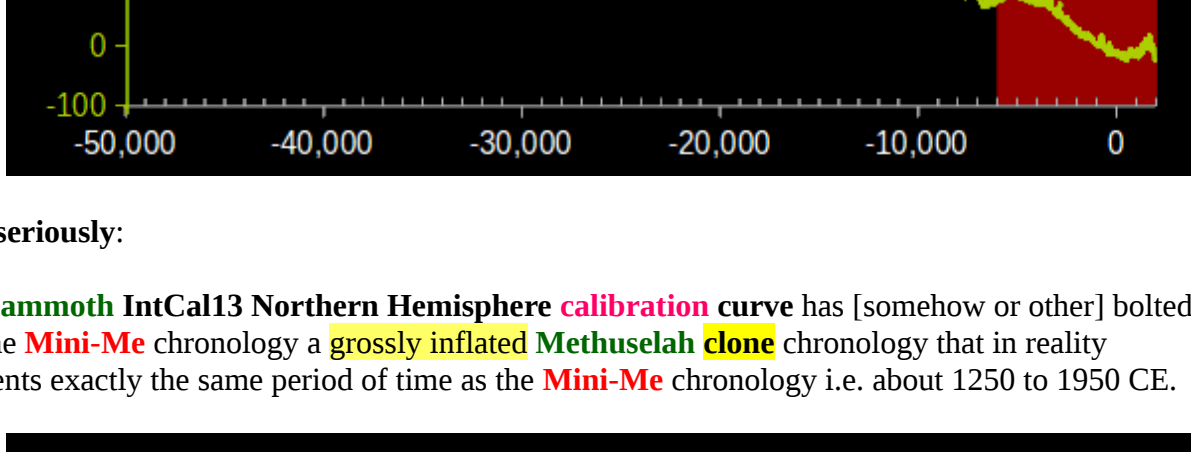 0
-100
-50,000 -40,000 -30,000 -20,000 -10,000 0
seriously:
ammoth IntCal13 Northern Hemisphere calibration curve has [somehow or other] bolted
Mini-Me chronology a grossly inflated Methuselah clone chronology that in reality
exactly the same period of time as the Mini-Me chronology i.e. about 1250 to 1950 CE.